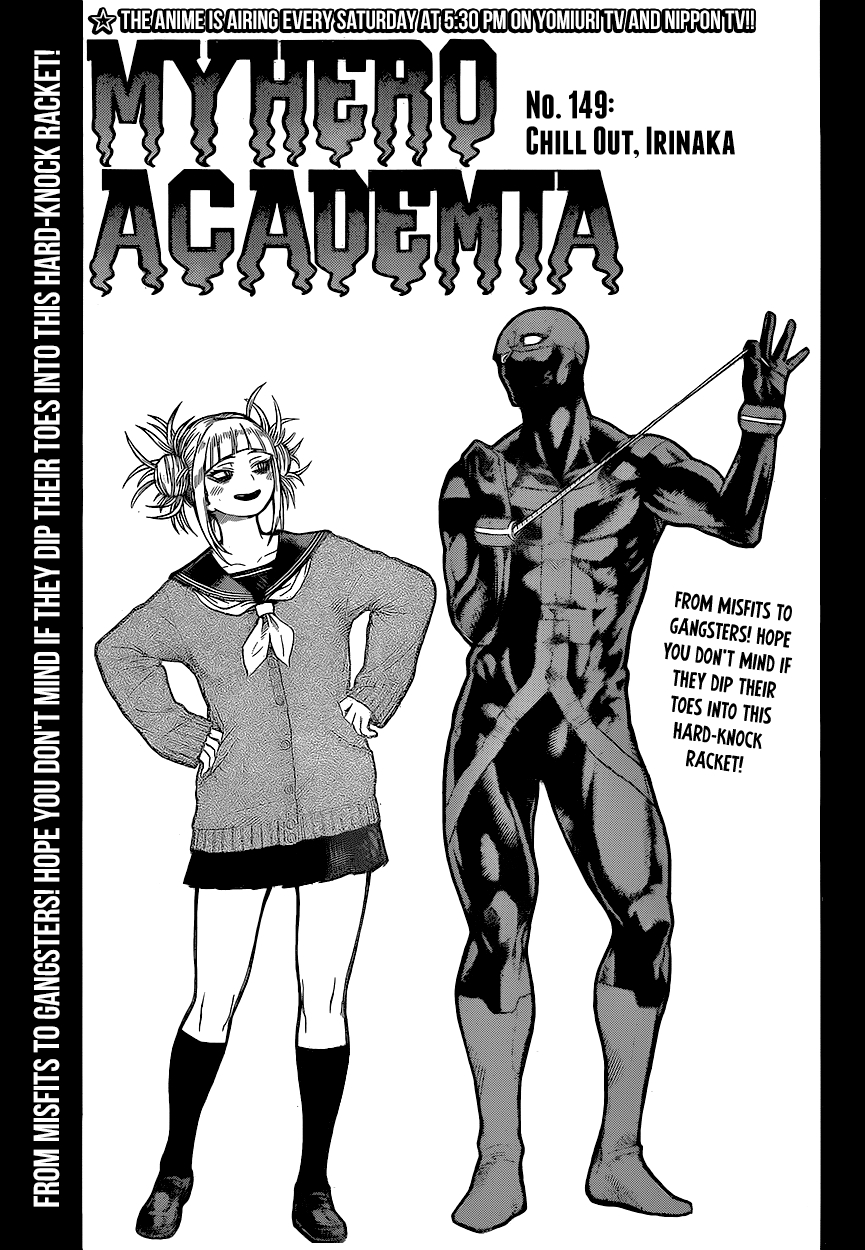 ☆ THE ANIME IS AIRING EVERY SATURDAY AT 5:30 PM ON YOMIURI TV AND NIPPON TV!!
MY HERO
ACADEMIA
No. 149:
CHILL OUT, IRINAKA
FROM MISFITS TO GANGSTERS! HOPE YOU DON'T MIND IF THEY DIP THEIR TOES INTO THIS HARD-KNOCK RACKET!
FROM MISFITS TO
GANGSTERS! HOPE
YOU DON'T MIND IF
THEY DIP THEIR
TOES INTO THIS
HARD-KNOCK
RACKET!